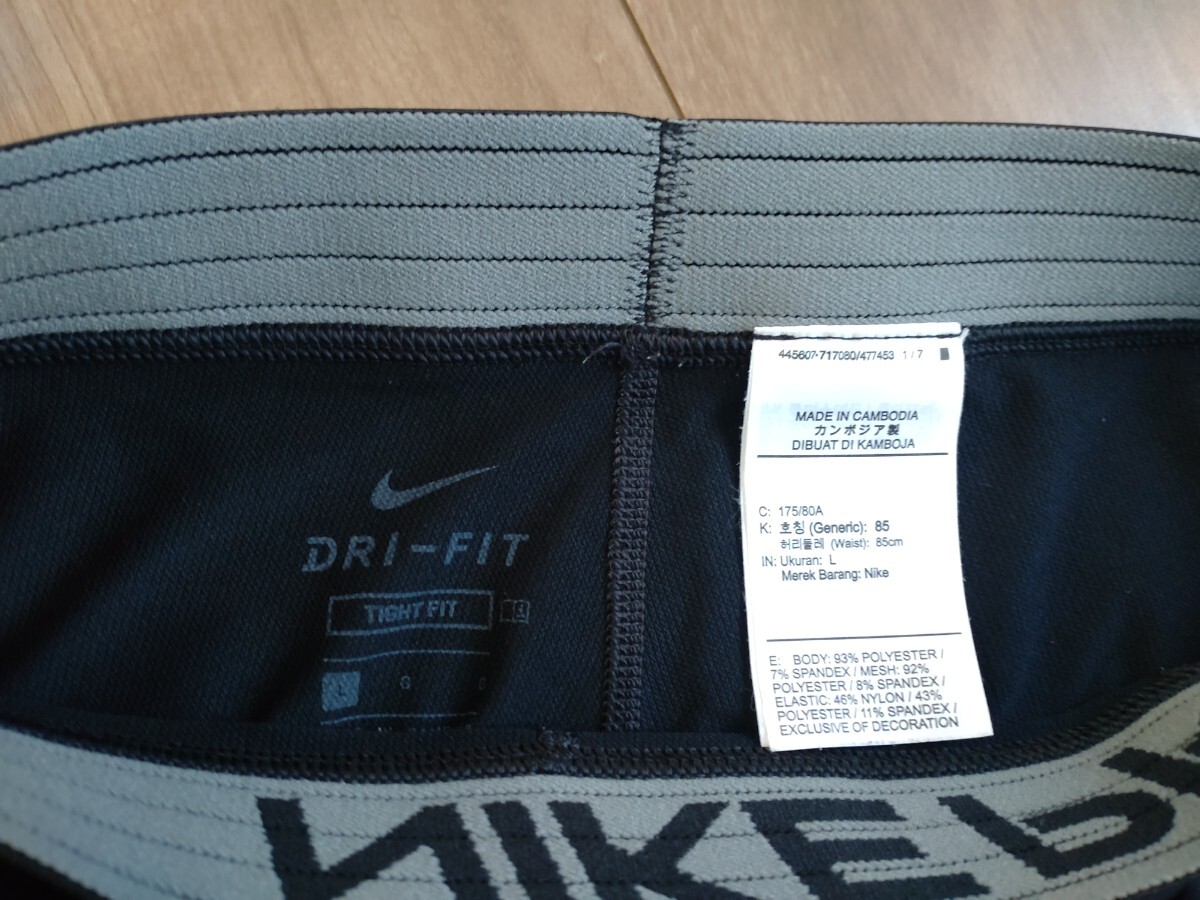 445607-717080/477453 1/7
MADE IN CAMBODIA
カンボジア製
DIBUAT DI KAMBOJA
C: 175/80A
K: 호칭 (Generic): 85
허리둘레 (Waist): 85cm
IN: Ukuran: L
Merek Barang: Nike
E: BODY: 93% POLYESTER /
7% SPANDEX / MESH: 92%
POLYESTER / 8% SPANDEX /
ELASTIC: 46% NYLON / 43%
POLYESTER / 11% SPANDEX /
EXCLUSIVE OF DECORATION
DRI-FIT
TIGHT FIT
L G
NIKE P